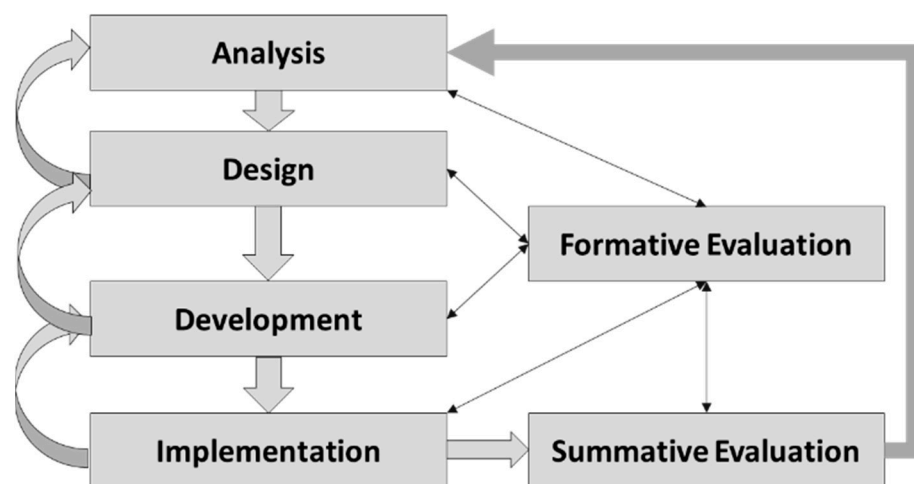 Analysis
Design
Formative Evaluation
Development
Implementation
Summative Evaluation